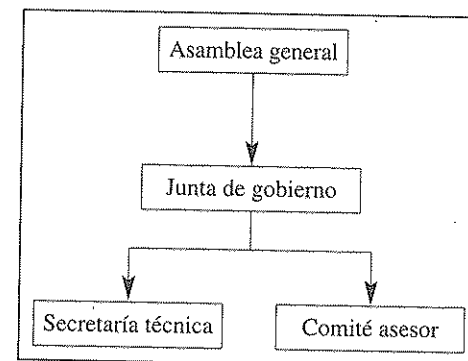 Asamblea general
Junta de gobierno
Secretaría técnica
Comité asesor